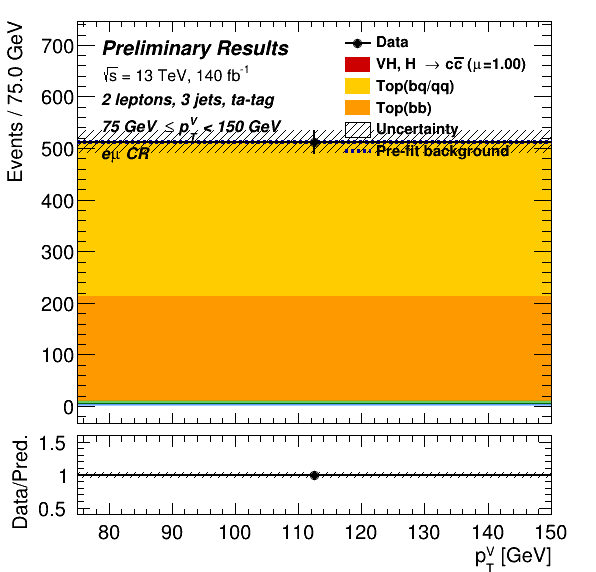 Events / 75.0 GeV
700
600
500
400
300
200
100
0
Preliminary Results
√s = 13 TeV, 140 fb⁻¹
2 leptons, 3 jets, ta-tag
75 GeV ≤ p_T^V < 150 GeV
eμ CR
Data
VH, H → cc̅ (μ=1.00)
Top(bq/qq)
Top(bb)
Uncertainty
Pre-fit background
Data/Pred.
1.5
1
0.5
80 90 100 110 120 130 140 150
p_T^V [GeV]